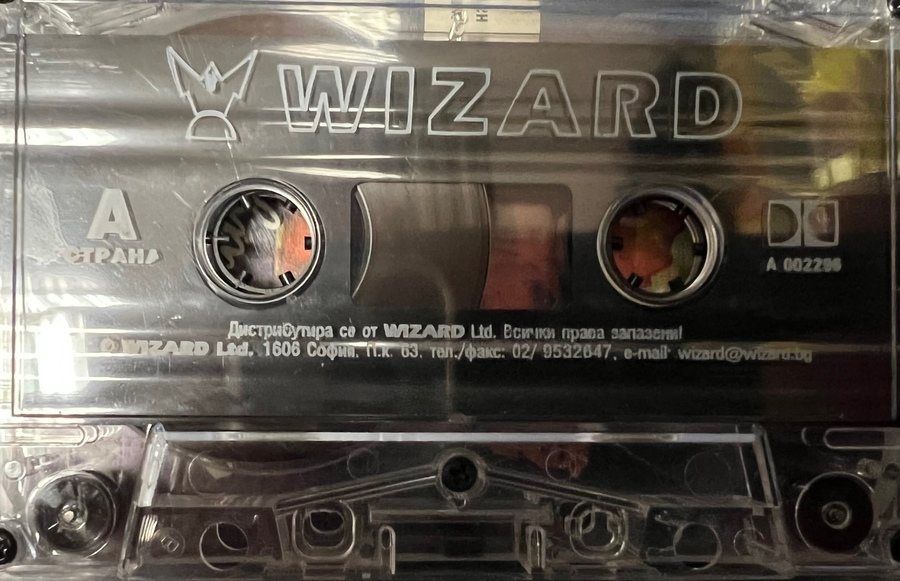 WIZARD
A
СТРАНА
A 002296
Дистрибутира се от WIZARD Ltd. Всички права запазени!
© WIZARD Ltd. 1606 София. П.к. 63. тел./факс: 02/ 9532647, e-mail wizard@wizard.bg